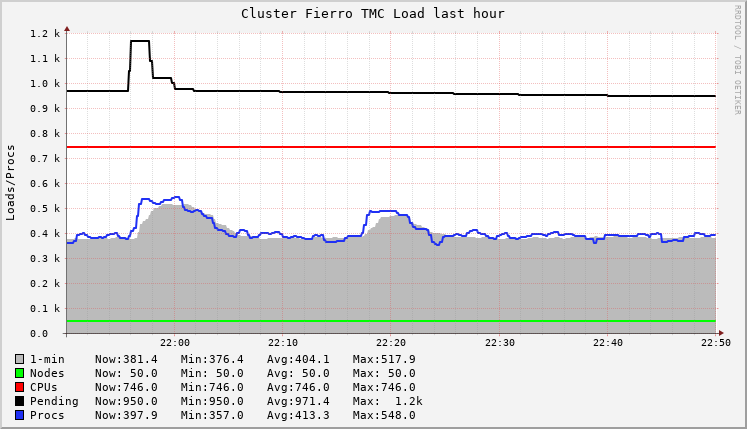 Cluster Fierro TMC Load last hour
RRDTOOL / TOBI OETIKER
Loads/Procs
1.2 k
1.1 k
1.0 k
0.9 k
0.8 k
0.7 k
0.6 k
0.5 k
0.4 k
0.3 k
0.2 k
0.1 k
0.0
22:00 22:10 22:20 22:30 22:40 22:50
1-min Now:381.4 Min:376.4 Avg:404.1 Max:517.9
Nodes Now: 50.0 Min: 50.0 Avg: 50.0 Max: 50.0
CPUs Now:746.0 Min:746.0 Avg:746.0 Max:746.0
Pending Now:950.0 Min:950.0 Avg:971.4 Max: 1.2k
Procs Now:397.9 Min:357.0 Avg:413.3 Max:548.0